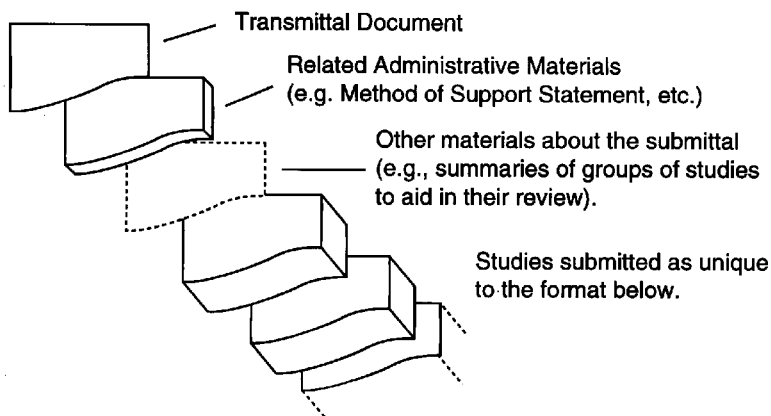 Transmittal Document
Related Administrative Materials
(e.g. Method of Support Statement, etc.)
Other materials about the submittal
(e.g., summaries of groups of studies
to aid in their review).
Studies submitted as unique
to the format below.